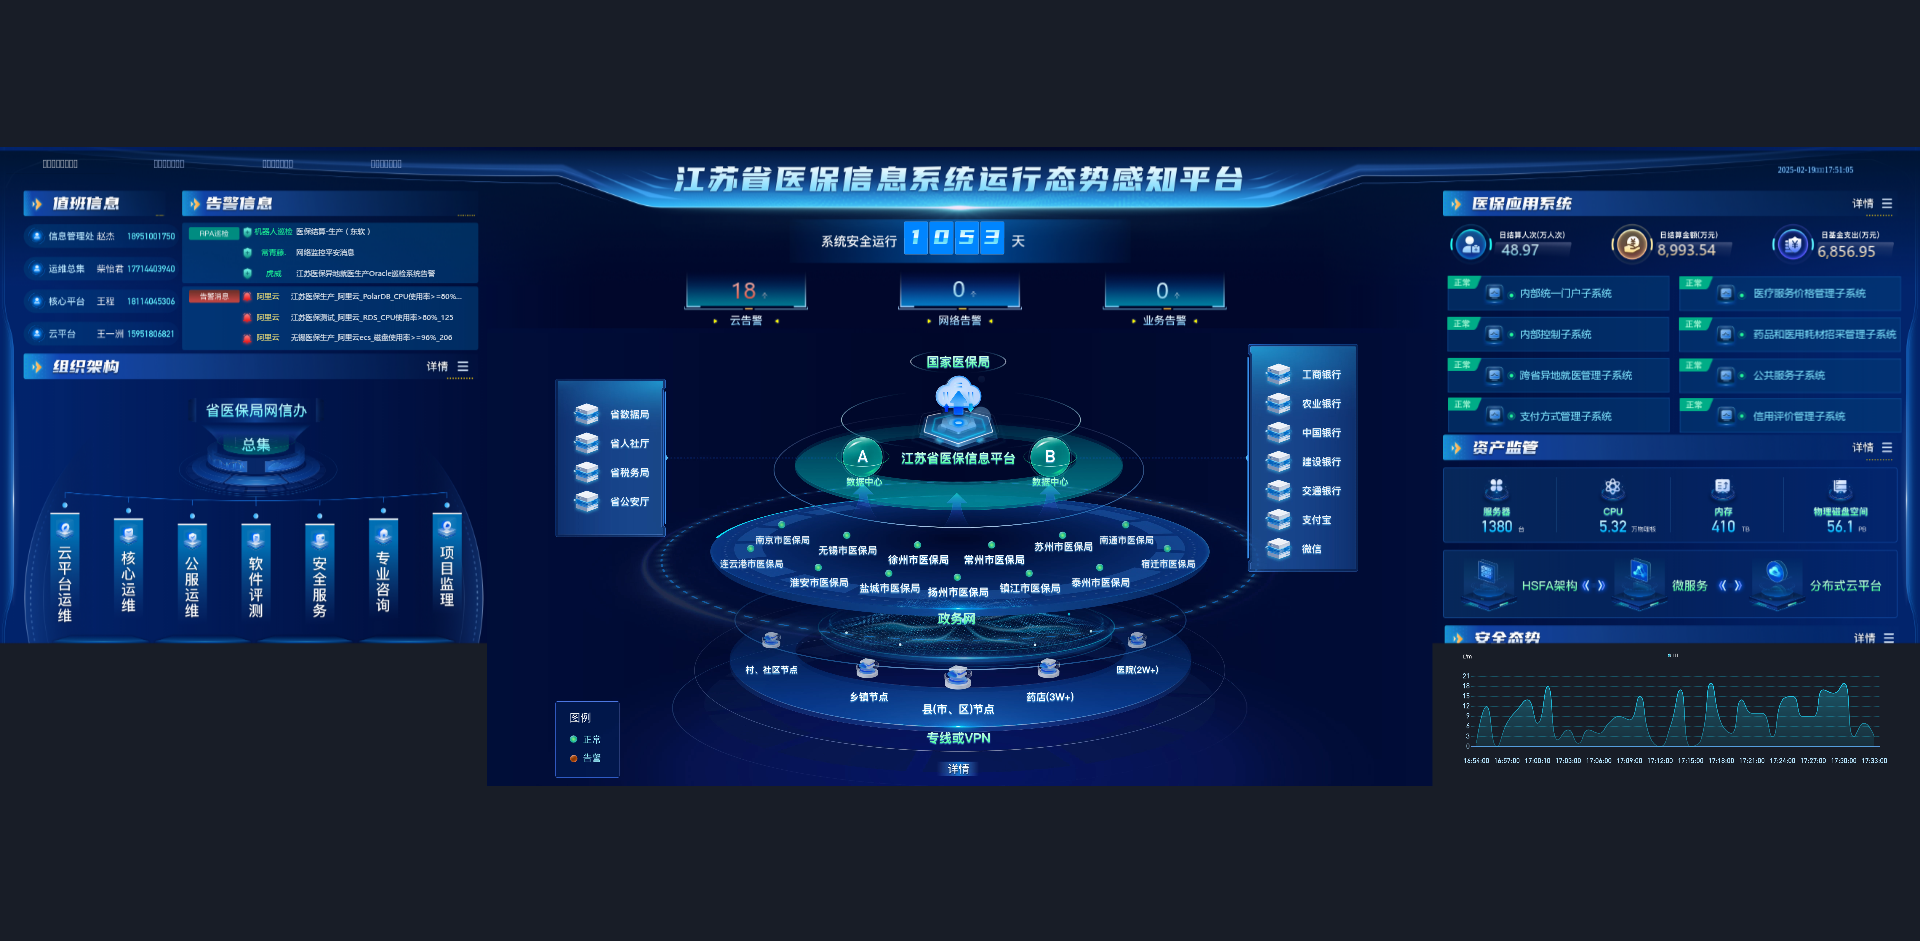 江苏省医保信息系统运行态势感知平台
2025-02-19 17:51:05
值班信息
信息管理处 赵杰 18951001750
运维总集 柴怡君 17714403940
核心平台 王程 18114045306
云平台 王一洲 15951806821
告警信息
RPA巡检
机器人巡检 医保结算-生产（东软）
常青藤. 网络监控平安消息
虎威 江苏医保异地就医生产Oracle巡检系统告警
告警消息
阿里云 江苏医保生产_阿里云_PolarDB_CPU使用率>=80%...
阿里云 江苏医保测试_阿里云_RDS_CPU使用率>80%_125
阿里云 无锡医保生产_阿里云ecs_磁盘使用率>=96%_206
组织架构
详情
省医保局网信办
总集
云平台运维
核心运维
公服运维
软件评测
安全服务
专业咨询
项目监理
系统安全运行 1053 天
18
云告警
0
网络告警
0
业务告警
国家医保局
A
江苏省医保信息平台
B
数据中心
数据中心
省数据局
省人社厅
省税务局
省公安厅
工商银行
农业银行
中国银行
建设银行
交通银行
支付宝
微信
南京市医保局
无锡市医保局
徐州市医保局
常州市医保局
苏州市医保局
南通市医保局
连云港市医保局
淮安市医保局
盐城市医保局
扬州市医保局
镇江市医保局
泰州市医保局
宿迁市医保局
政务网
村、社区节点
乡镇节点
县(市、区)节点
药店(3W+)
医院(2W+)
专线或VPN
详情
图例
正常
告警
医保应用系统
详情
日结算人次(万人次)
48.97
日结算金额(万元)
8,993.54
日基金支出(万元)
6,856.95
正常 内部统一门户子系统
正常 医疗服务价格管理子系统
正常 内部控制子系统
正常 药品和医用耗材招采管理子系统
正常 跨省异地就医管理子系统
正常 公共服务子系统
正常 支付方式管理子系统
正常 信用评价管理子系统
资产监管
详情
服务器
1380 台
CPU
5.32 万物理核
内存
410 TB
物理磁盘空间
56.1 PB
HSFA架构
微服务
分布式云平台
安全态势
详情
21
18
15
12
9
6
3
0
16:54:00 16:57:00 17:00:10 17:03:00 17:06:00 17:09:00 17:12:00 17:15:00 17:18:00 17:21:00 17:24:00 17:27:00 17:30:00 17:33:00